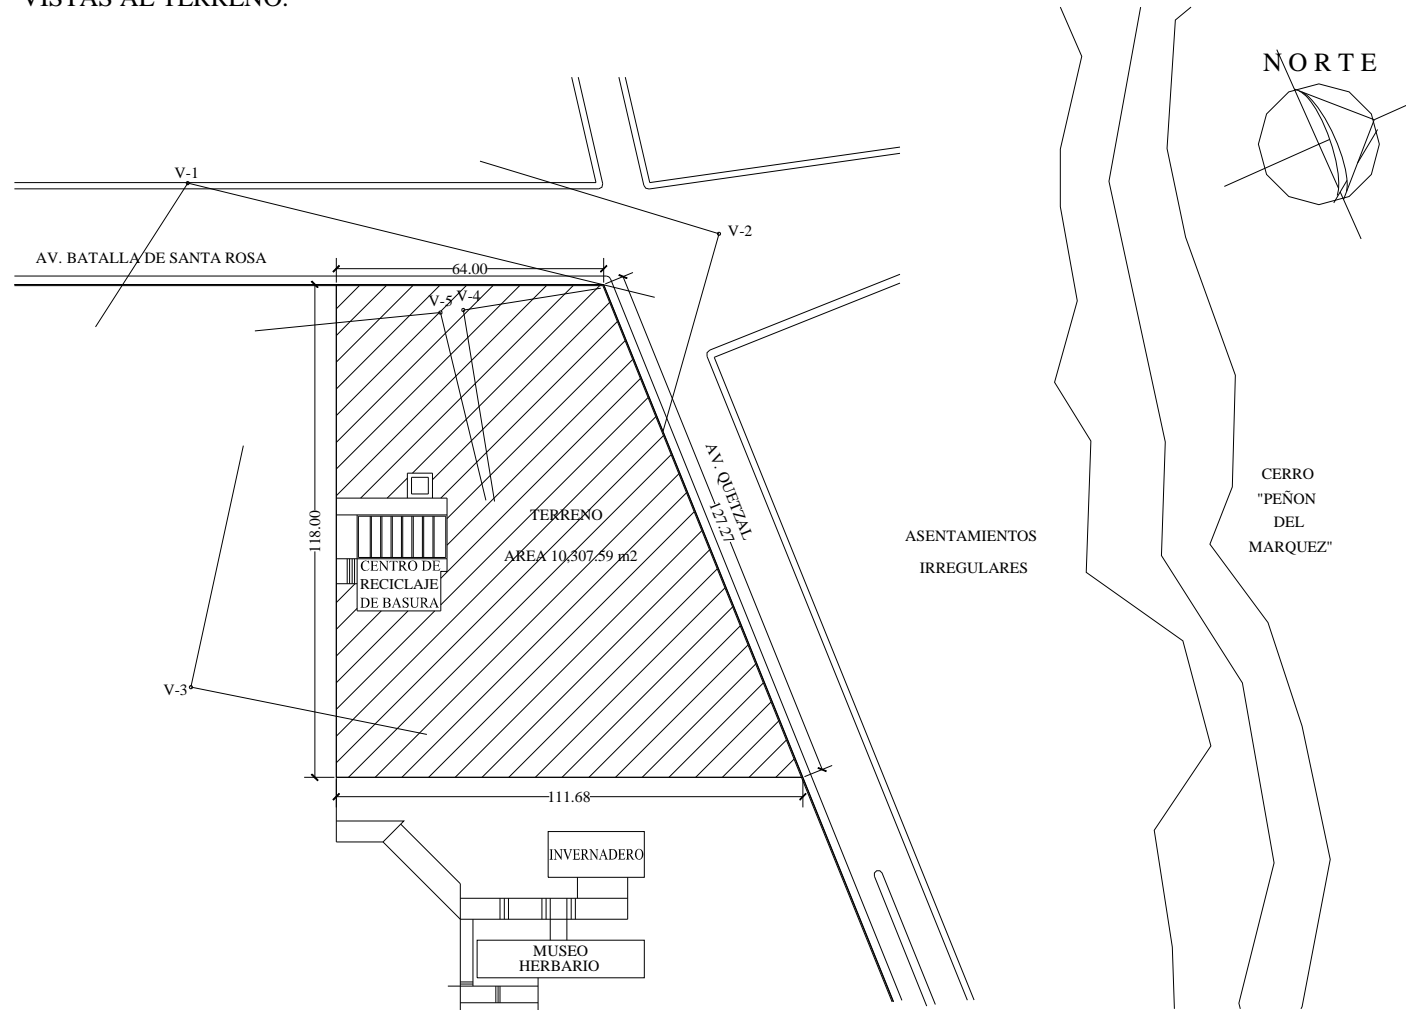 VISTAS AL TERRENO.
NORTE
V-1
V-2
AV. BATALLA DE SANTA ROSA
64.00
V-5
V-4
AV. QUETZAL
127.27
118.00
TERRENO
AREA 10,307.59 m2
CENTRO DE
RECICLAJE
DE BASURA
ASENTAMIENTOS
IRREGULARES
CERRO
"PEÑON
DEL
MARQUEZ"
V-3
111.68
INVERNADERO
MUSEO
HERBARIO